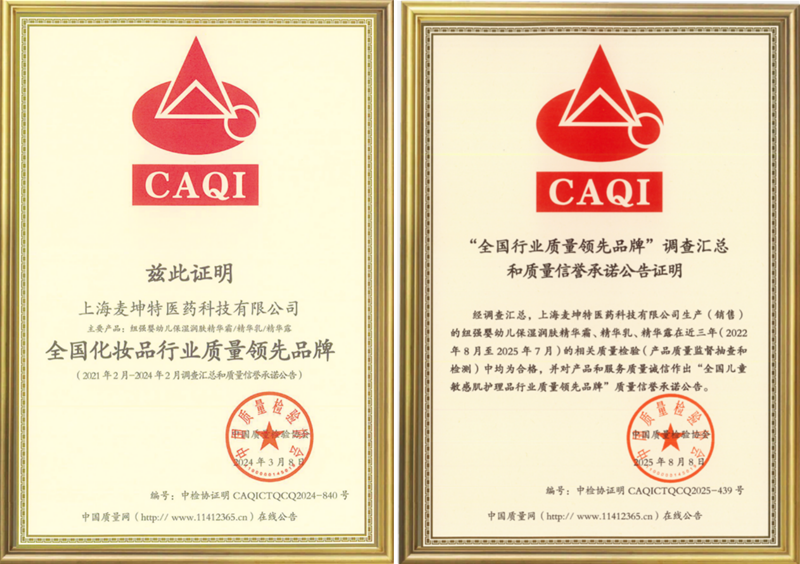 CAQI
兹此证明
上海麦坤特医药科技有限公司
主要产品：纽强婴幼儿保湿润肤精华霜/精华乳/精华露
全国化妆品行业质量领先品牌
（2021年2月-2024年2月调查汇总和质量信誉承诺公告）
中国质量检验协会
2024年3月8日
编号：中检协证明 CAQICTQCQ2024-840 号
中国质量网（http:// www.11412365.cn）在线公告
CAQI
“全国行业质量领先品牌”调查汇总
和质量信誉承诺公告证明
经调查汇总，上海麦坤特医药科技有限公司生产（销售）
的纽强婴幼儿保湿润肤精华霜、精华乳、精华露在近三年（2022
年8月至2025年7月）的相关质量检验（产品质量监督抽查和
检测）中均为合格，并对产品和服务质量诚信作出“全国儿童
敏感肌护理品行业质量领先品牌”质量信誉承诺公告。
中国质量检验协会
2025年8月8日
编号：中检协证明 CAQICTQCQ2025-439 号
中国质量网（http:// www.11412365.cn）在线公告